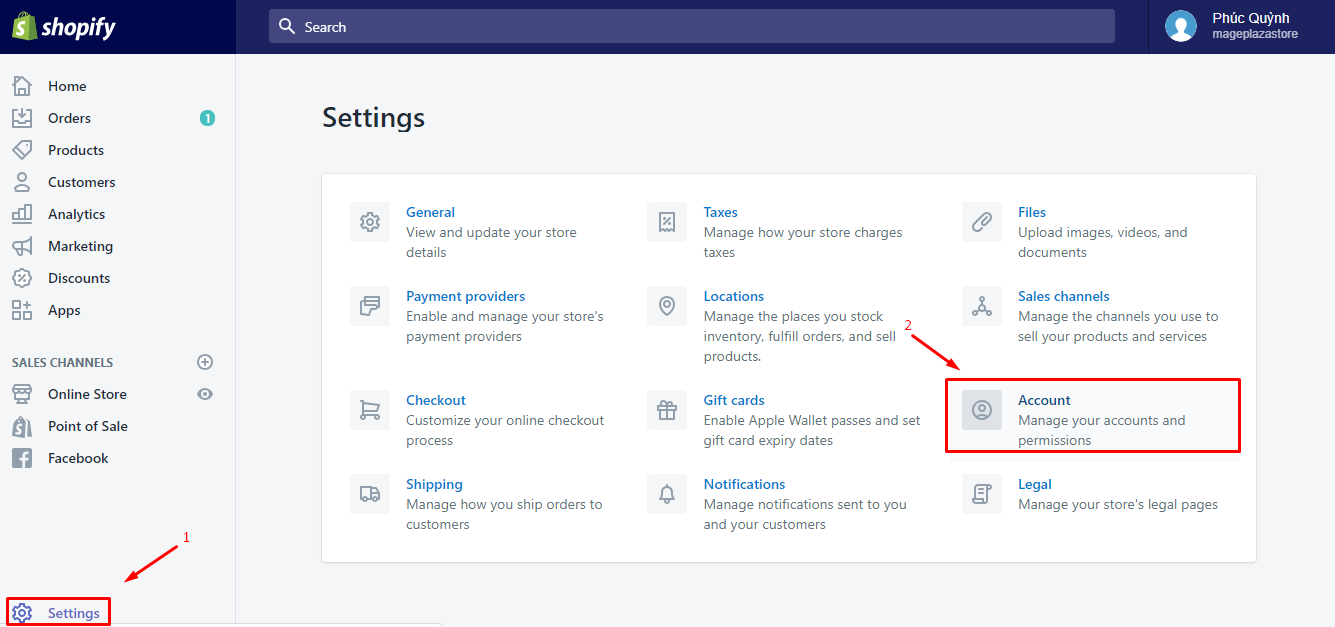 shopify
Search
Phúc Quỳnh
mageplazastore
Home
Orders
1
Products
Customers
Analytics
Marketing
Discounts
Apps
SALES CHANNELS
Online Store
Point of Sale
Facebook
1
Settings
Settings
General
View and update your store
details
Taxes
Manage how your store charges
taxes
Files
Upload images, videos, and
documents
Payment providers
Enable and manage your store's
payment providers
Locations
Manage the places you stock
inventory, fulfill orders, and sell
products.
Sales channels
Manage the channels you use to
sell your products and services
2
Checkout
Customize your online checkout
process
Gift cards
Enable Apple Wallet passes and set
gift card expiry dates
Account
Manage your accounts and
permissions
Shipping
Manage how you ship orders to
customers
Notifications
Manage notifications sent to you
and your customers
Legal
Manage your store's legal pages